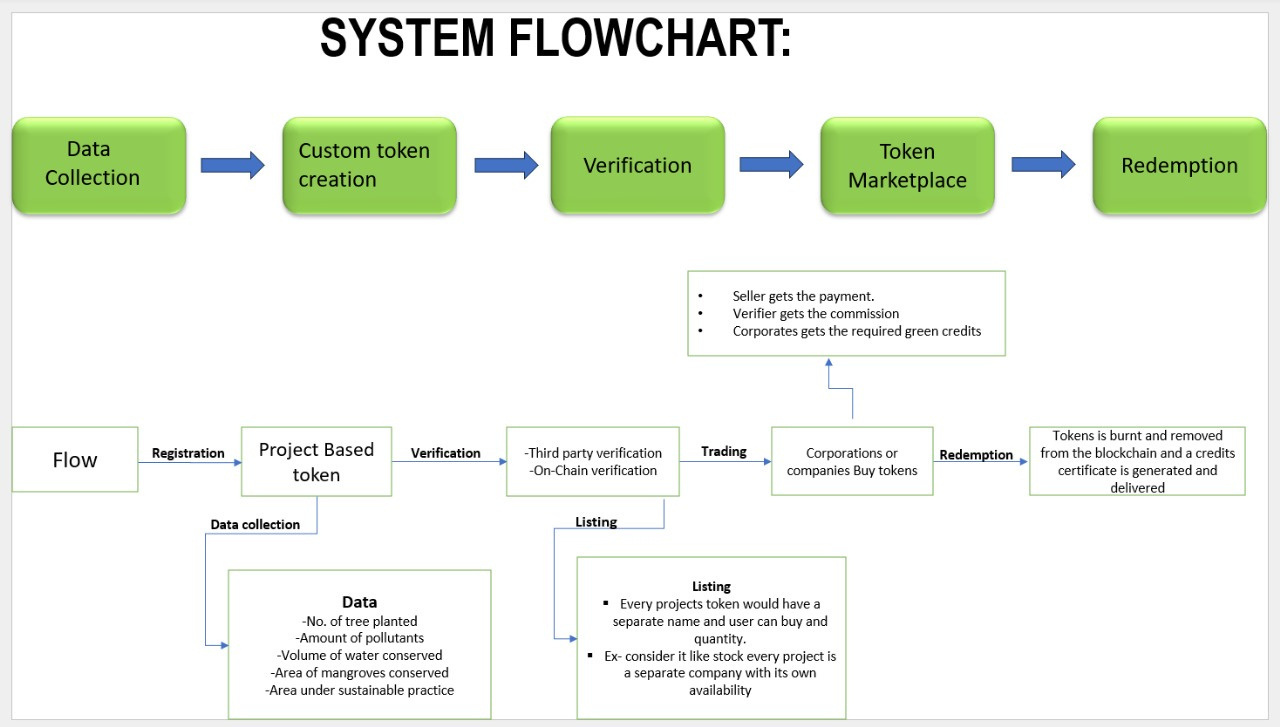 SYSTEM FLOWCHART:
Data
Collection
Custom token
creation
Verification
Token
Marketplace
Redemption
• Seller gets the payment.
• Verifier gets the commission
• Corporates gets the required green credits
Flow
Registration
Project Based
token
Verification
-Third party verification
-On-Chain verification
Trading
Corporations or
companies Buy tokens
Redemption
Tokens is burnt and removed
from the blockchain and a credits
certificate is generated and
delivered
Data collection
Listing
Data
-No. of tree planted
-Amount of pollutants
-Volume of water conserved
-Area of mangroves conserved
-Area under sustainable practice
Listing
▪ Every projects token would have a
separate name and user can buy and
quantity.
▪ Ex- consider it like stock every project is
a separate company with its own
availability